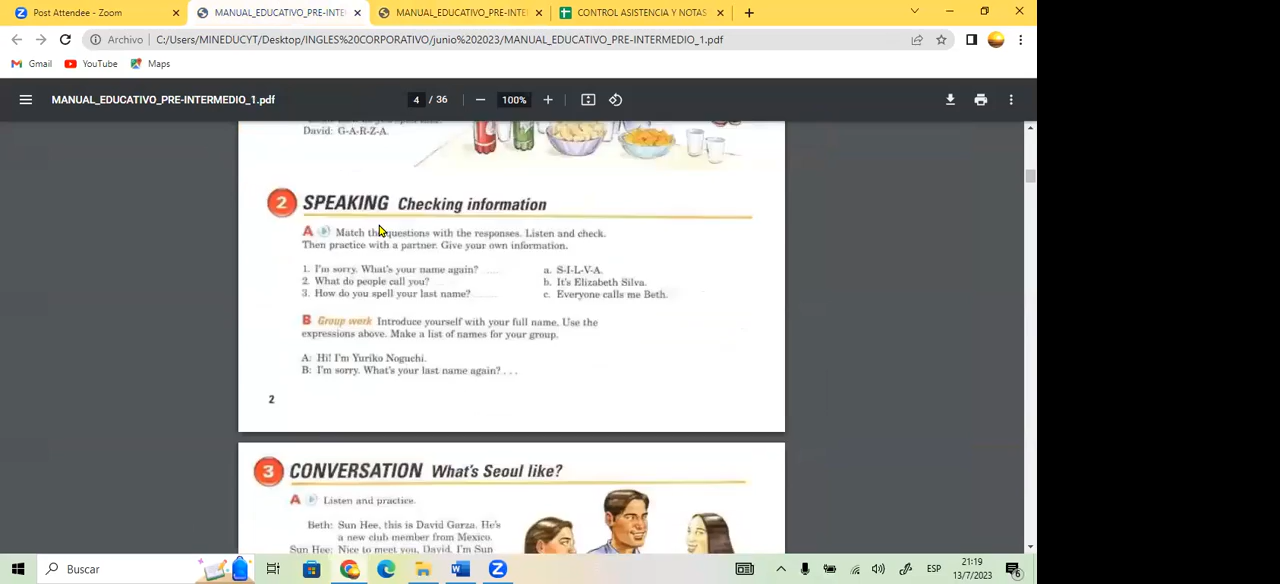 Post Attendee - Zoom
MANUAL_EDUCATIVO_PRE-INTER
MANUAL_EDUCATIVO_PRE-INTER
CONTROL ASISTENCIA Y NOTAS
Archivo C:/Users/MINEDUCYT/Desktop/INGLES%20CORPORATIVO/junio%202023/MANUAL_EDUCATIVO_PRE-INTERMEDIO_1.pdf
Gmail YouTube Maps
MANUAL_EDUCATIVO_PRE-INTERMEDIO_1.pdf 4 / 36 100%
David: G-A-R-Z-A.
2 SPEAKING Checking information
A Match the questions with the responses. Listen and check.
Then practice with a partner. Give your own information.
1. I'm sorry. What's your name again? a. S-I-L-V-A.
2. What do people call you? b. It's Elizabeth Silva.
3. How do you spell your last name? c. Everyone calls me Beth.
B Group work Introduce yourself with your full name. Use the
expressions above. Make a list of names for your group.
A: Hi! I'm Yuriko Noguchi.
B: I'm sorry. What's your last name again? . . .
2
3 CONVERSATION What's Seoul like?
A Listen and practice.
Beth: Sun Hee, this is David Garza. He's
a new club member from Mexico.
Sun Hee: Nice to meet you, David. I'm Sun
Buscar
ESP
21:19
13/7/2023
6